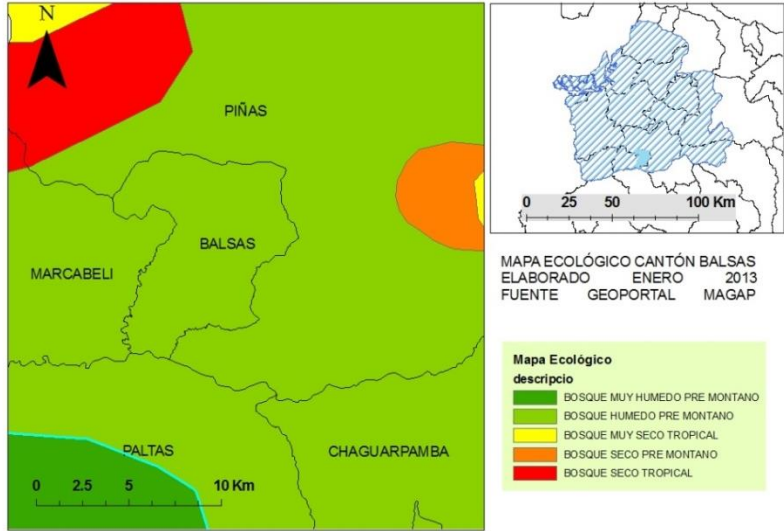 N
PIÑAS
BALSAS
MARCABELI
PALTAS
CHAGUARPAMBA
0 2.5 5 10 Km
0 25 50 100 Km
MAPA ECOLÓGICO CANTÓN BALSAS
ELABORADO ENERO 2013
FUENTE GEOPORTAL MAGAP
Mapa Ecológico
descripcio
BOSQUE MUY HUMEDO PRE MONTANO
BOSQUE HUMEDO PRE MONTANO
BOSQUE MUY SECO TROPICAL
BOSQUE SECO PRE MONTANO
BOSQUE SECO TROPICAL